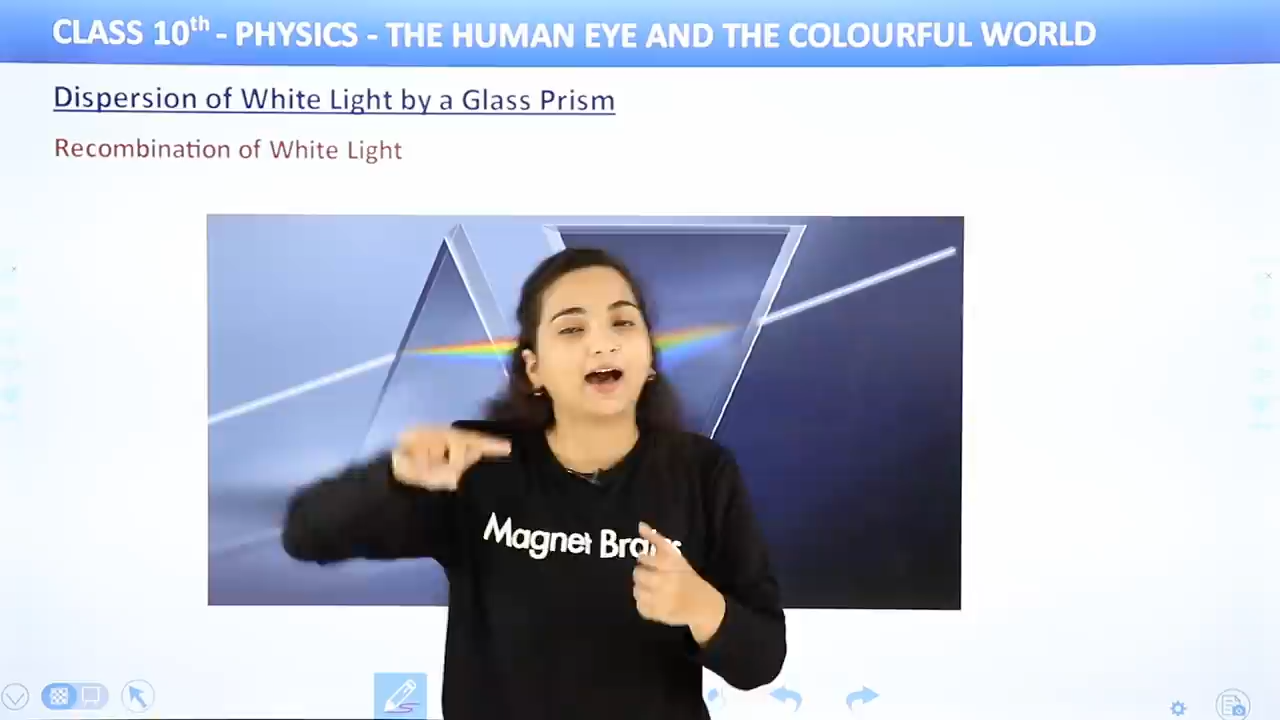 CLASS 10th - PHYSICS - THE HUMAN EYE AND THE COLOURFUL WORLD
Dispersion of White Light by a Glass Prism
Recombination of White Light
Magnet